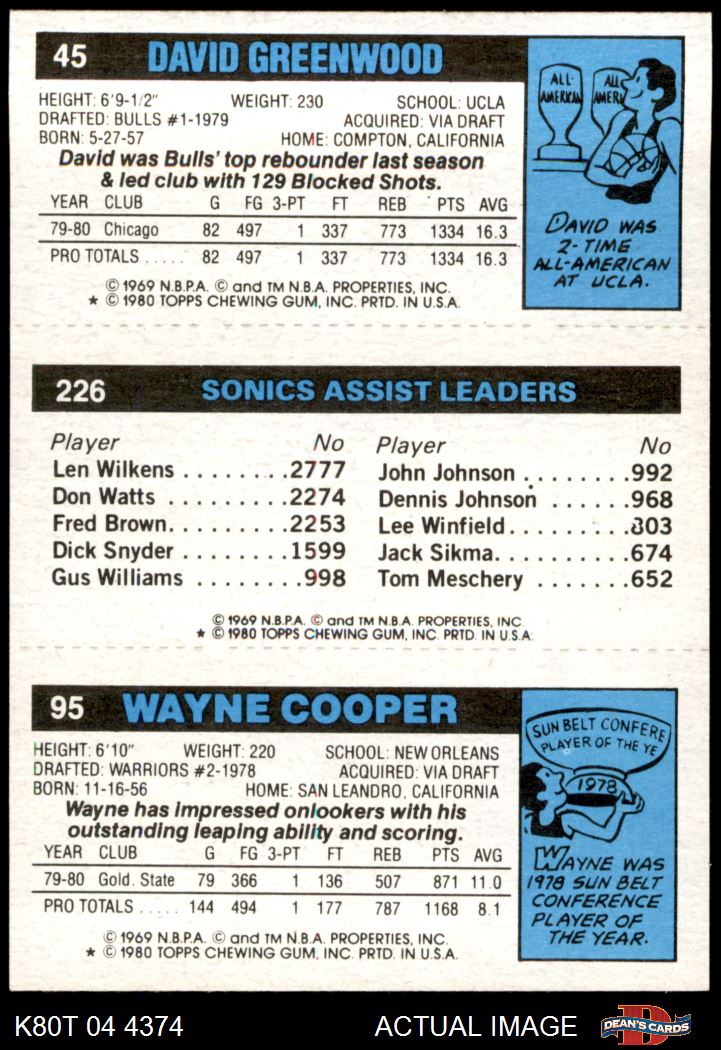 45 DAVID GREENWOOD
HEIGHT: 6'9-1/2" WEIGHT: 230 SCHOOL: UCLA
DRAFTED: BULLS #1-1979 ACQUIRED: VIA DRAFT
BORN: 5-27-57 HOME: COMPTON, CALIFORNIA
David was Bulls' top rebounder last season
& led club with 129 Blocked Shots.
YEAR CLUB G FG 3-PT FT REB PTS AVG
79-80 Chicago 82 497 1 337 773 1334 16.3
PRO TOTALS ..... 82 497 1 337 773 1334 16.3
© 1969 N.B.P.A. © and TM N.B.A. PROPERTIES, INC.
★ © 1980 TOPPS CHEWING GUM, INC. PRTD. IN U.S.A.
ALL- AMERICAN
ALL AMER
DAVID WAS
2-TIME
ALL-AMERICAN
AT UCLA.
226 SONICS ASSIST LEADERS
Player No Player No
Len Wilkens ........2777 John Johnson ........992
Don Watts .........2274 Dennis Johnson ......968
Fred Brown.........2253 Lee Winfield.........803
Dick Snyder ........1599 Jack Sikma..........674
Gus Williams ........998 Tom Meschery .......652
© 1969 N.B.P.A. © and TM N.B.A. PROPERTIES, INC
★ © 1980 TOPPS CHEWING GUM, INC. PRTD. IN U.S.A.
95 WAYNE COOPER
HEIGHT: 6'10" WEIGHT: 220 SCHOOL: NEW ORLEANS
DRAFTED: WARRIORS #2-1978 ACQUIRED: VIA DRAFT
BORN: 11-16-56 HOME: SAN LEANDRO, CALIFORNIA
Wayne has impressed onlookers with his
outstanding leaping ability and scoring.
YEAR CLUB G FG 3-PT FT REB PTS AVG
79-80 Gold. State 79 366 1 136 507 871 11.0
PRO TOTALS ..... 144 494 1 177 787 1168 8.1
© 1969 N.B.P.A. © and TM N.B.A. PROPERTIES, INC.
★ © 1980 TOPPS CHEWING GUM, INC. PRTD. IN U.S.A.
SUN BELT CONFERE
PLAYER OF THE YE
1978
WAYNE WAS
1978 SUN BELT
CONFERENCE
PLAYER OF
THE YEAR.
K80T 04 4374 ACTUAL IMAGE D DEAN'S CARDS